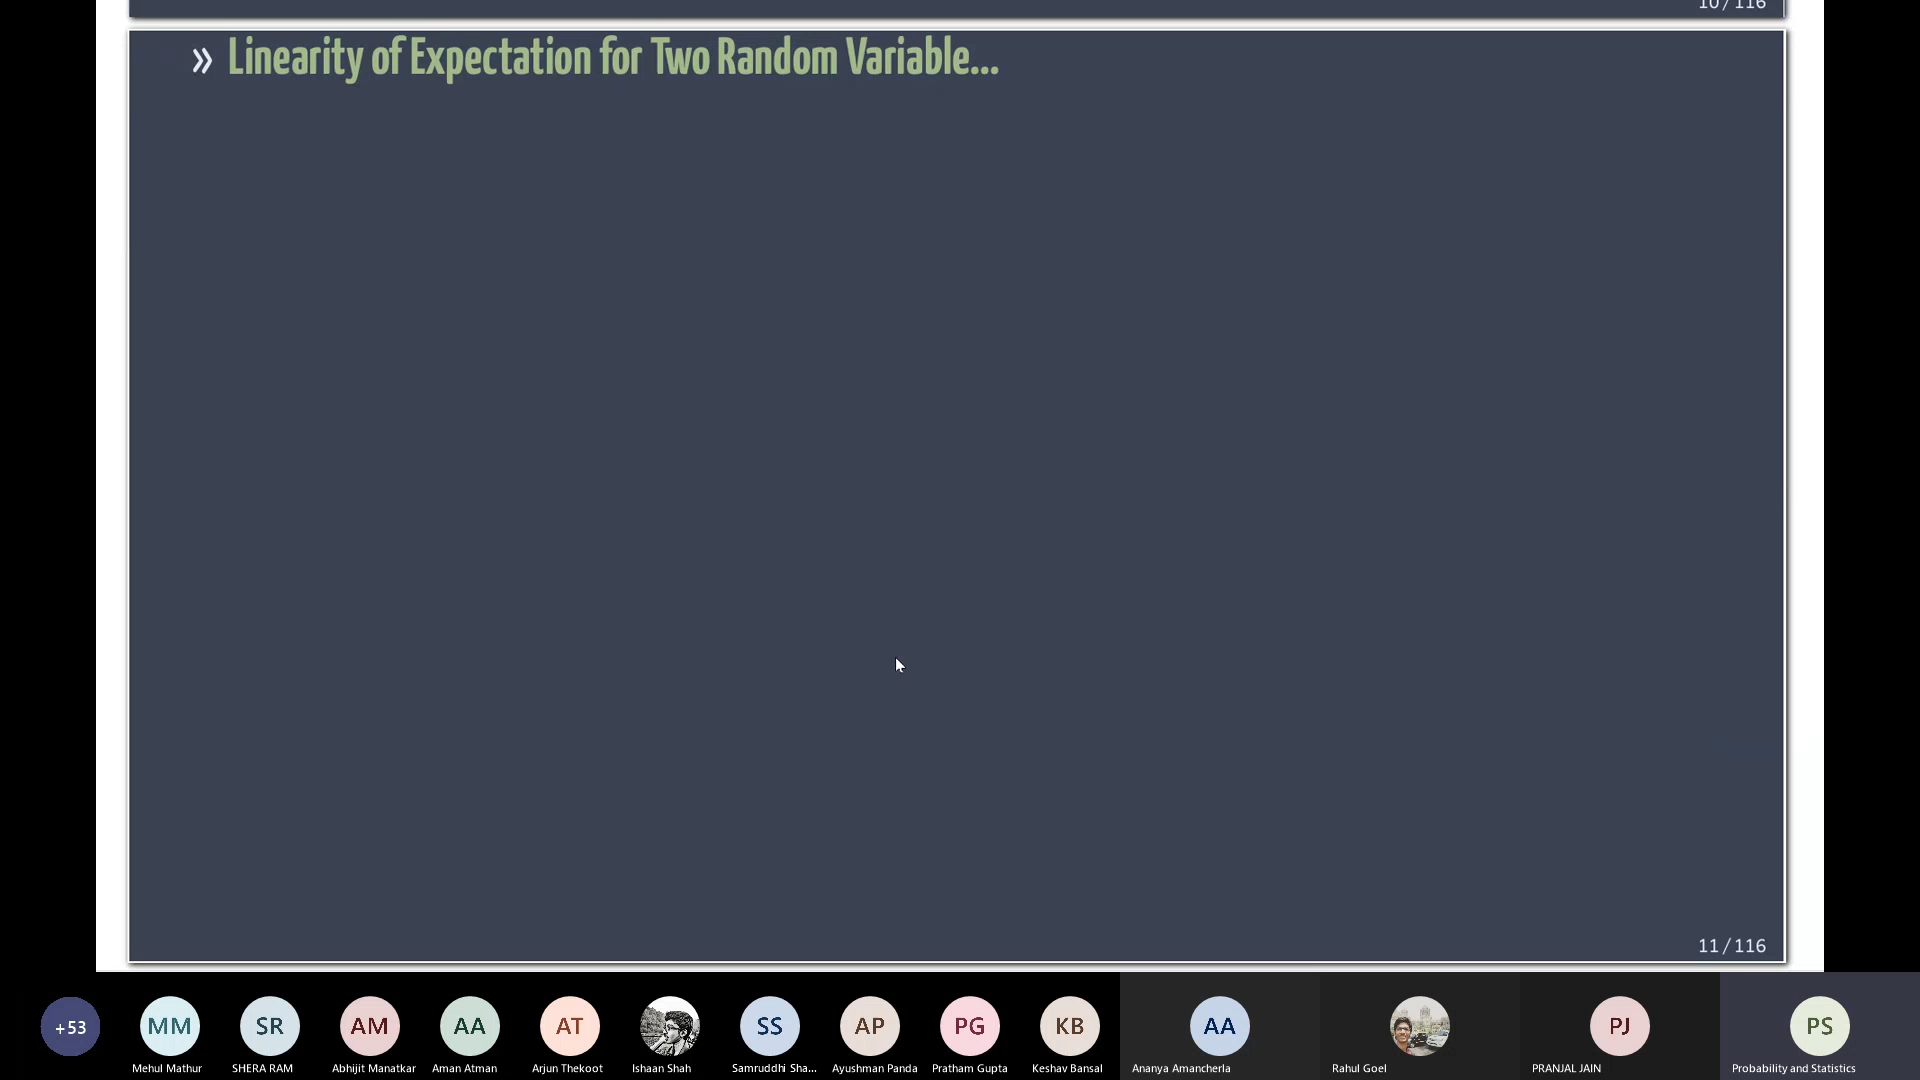 10/116
» Linearity of Expectation for Two Random Variable...
11/116
+53
MM
SR
AM
AA
AT
SS
AP
PG
KB
AA
PJ
PS
Mehul Mathur
SHERA RAM
Abhijit Manatkar
Aman Atman
Arjun Thekoot
Ishaan Shah
Samruddhi Sha...
Ayushman Panda
Pratham Gupta
Keshav Bansal
Ananya Amancherla
Rahul Goel
PRANJAL JAIN
Probability and Statistics